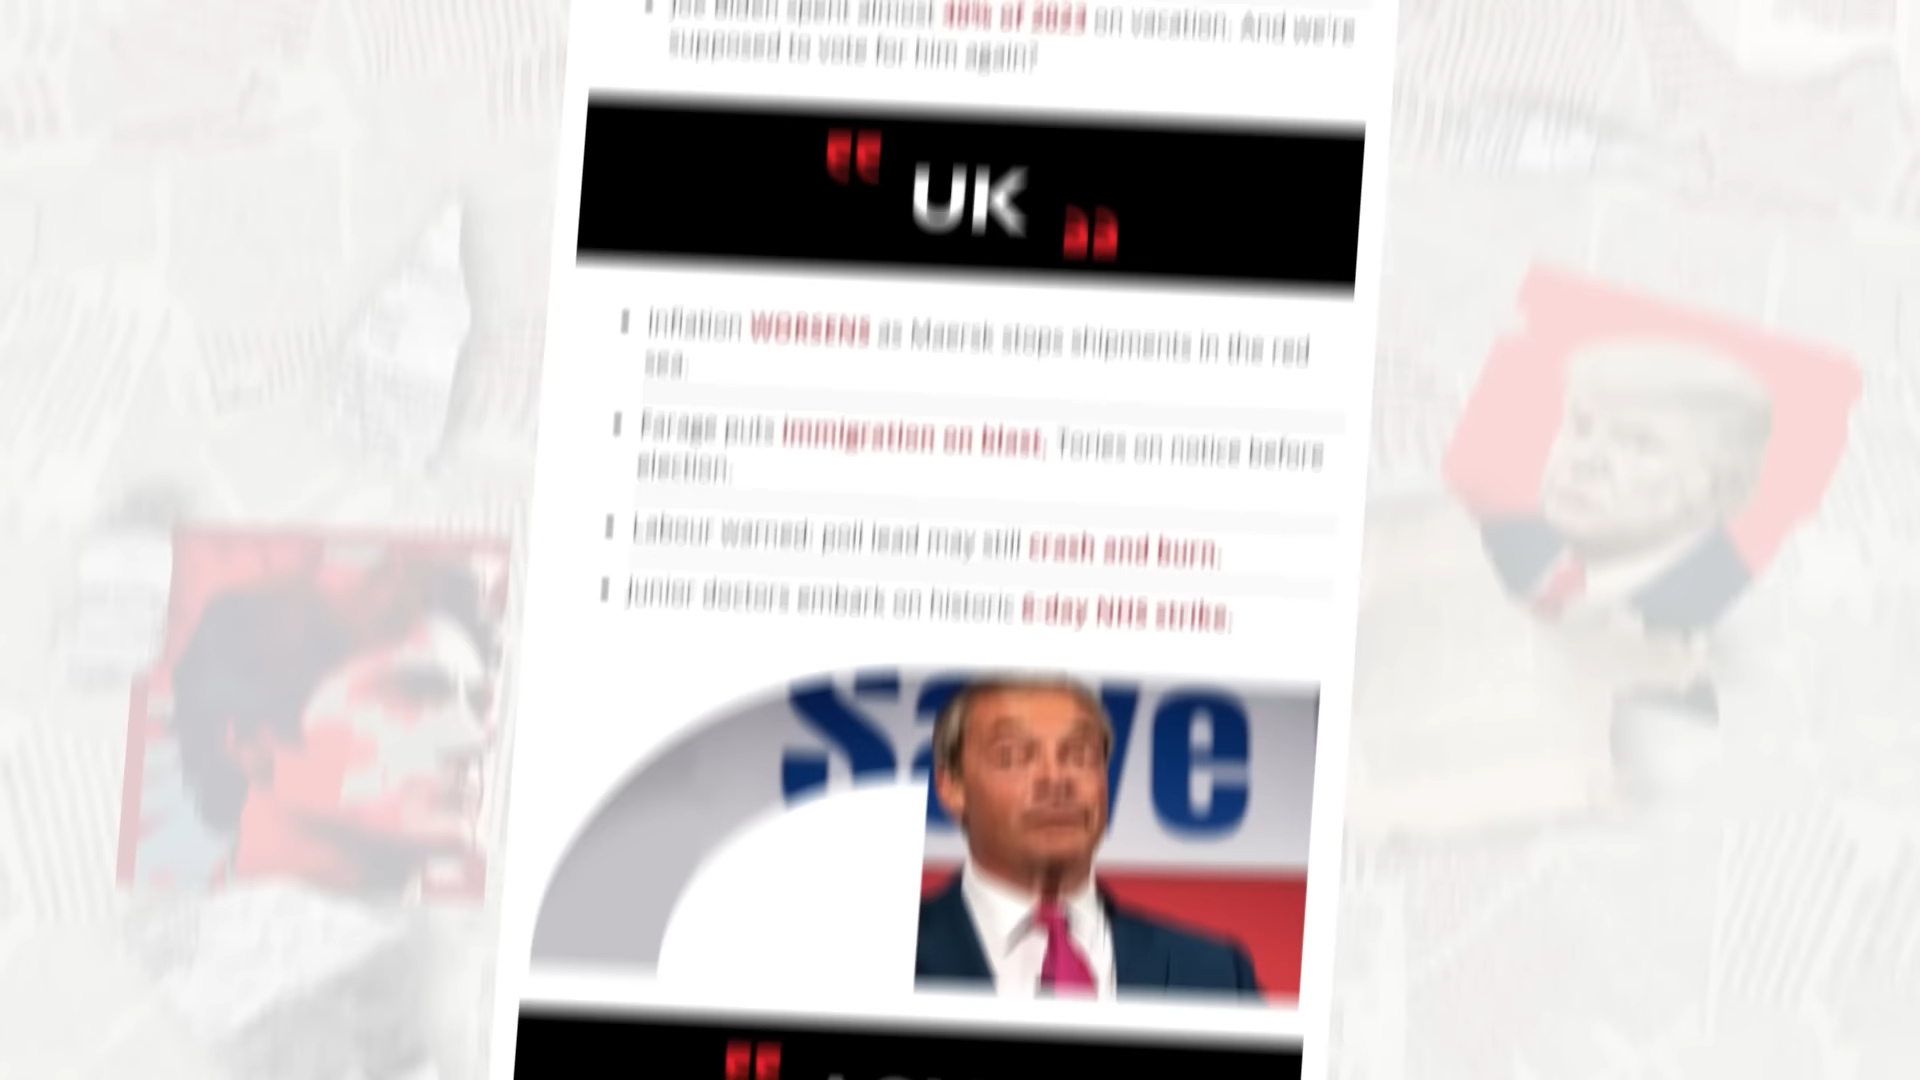 Joe Biden spent almost 40% of 2023 on vacation. And we're
supposed to vote for him again?
UK
Inflation WORSENS as Maersk stops shipments in the red
sea;
Farage puts immigration on blast; Tories on notice before
election;
Labour warned: poll lead may still crash and burn;
Junior doctors embark on historic 6-day NHS strike;
Save